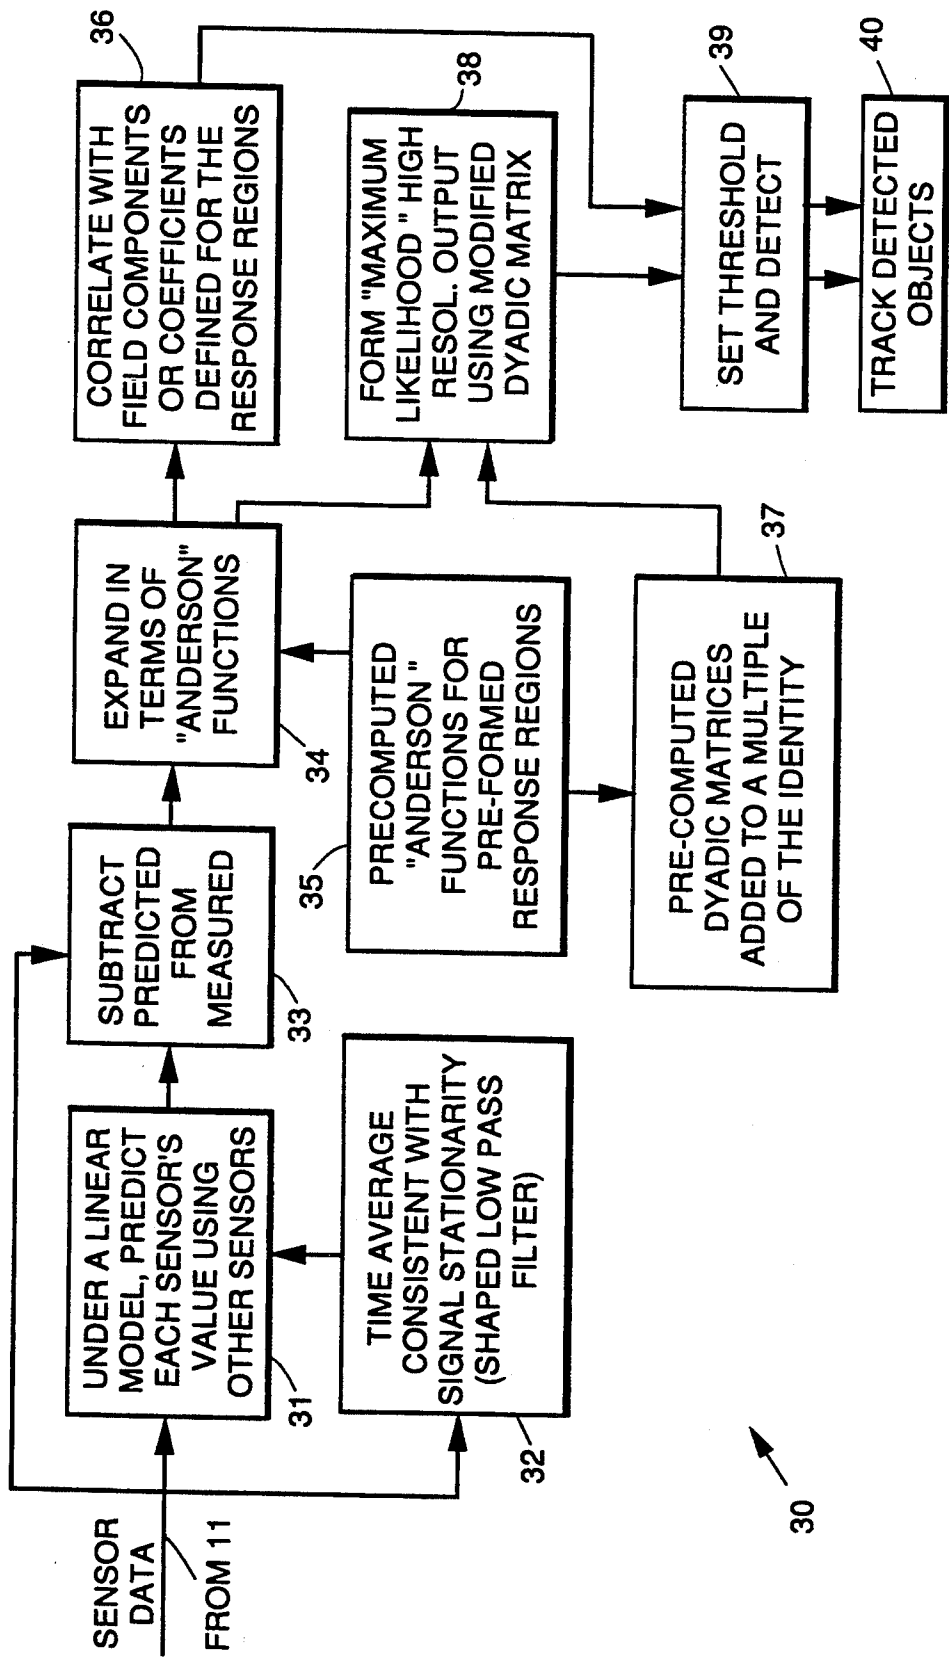 SENSOR
DATA
FROM 11
UNDER A LINEAR
MODEL, PREDICT
EACH SENSOR'S
VALUE USING
OTHER SENSORS
31
TIME AVERAGE
CONSISTENT WITH
SIGNAL STATIONARITY
(SHAPED LOW PASS
FILTER)
32
SUBTRACT
PREDICTED
FROM
MEASURED
33
EXPAND IN
TERMS OF
"ANDERSON"
FUNCTIONS
34
PRECOMPUTED
"ANDERSON "
FUNCTIONS FOR
PRE-FORMED
RESPONSE REGIONS
35
CORRELATE WITH
FIELD COMPONENTS
OR COEFFICIENTS
DEFINED FOR THE
RESPONSE REGIONS
36
PRE-COMPUTED
DYADIC MATRICES
ADDED TO A MULTIPLE
OF THE IDENTITY
37
FORM "MAXIMUM
LIKELIHOOD " HIGH
RESOL. OUTPUT
USING MODIFIED
DYADIC MATRIX
38
SET THRESHOLD
AND DETECT
39
TRACK DETECTED
OBJECTS
40
30